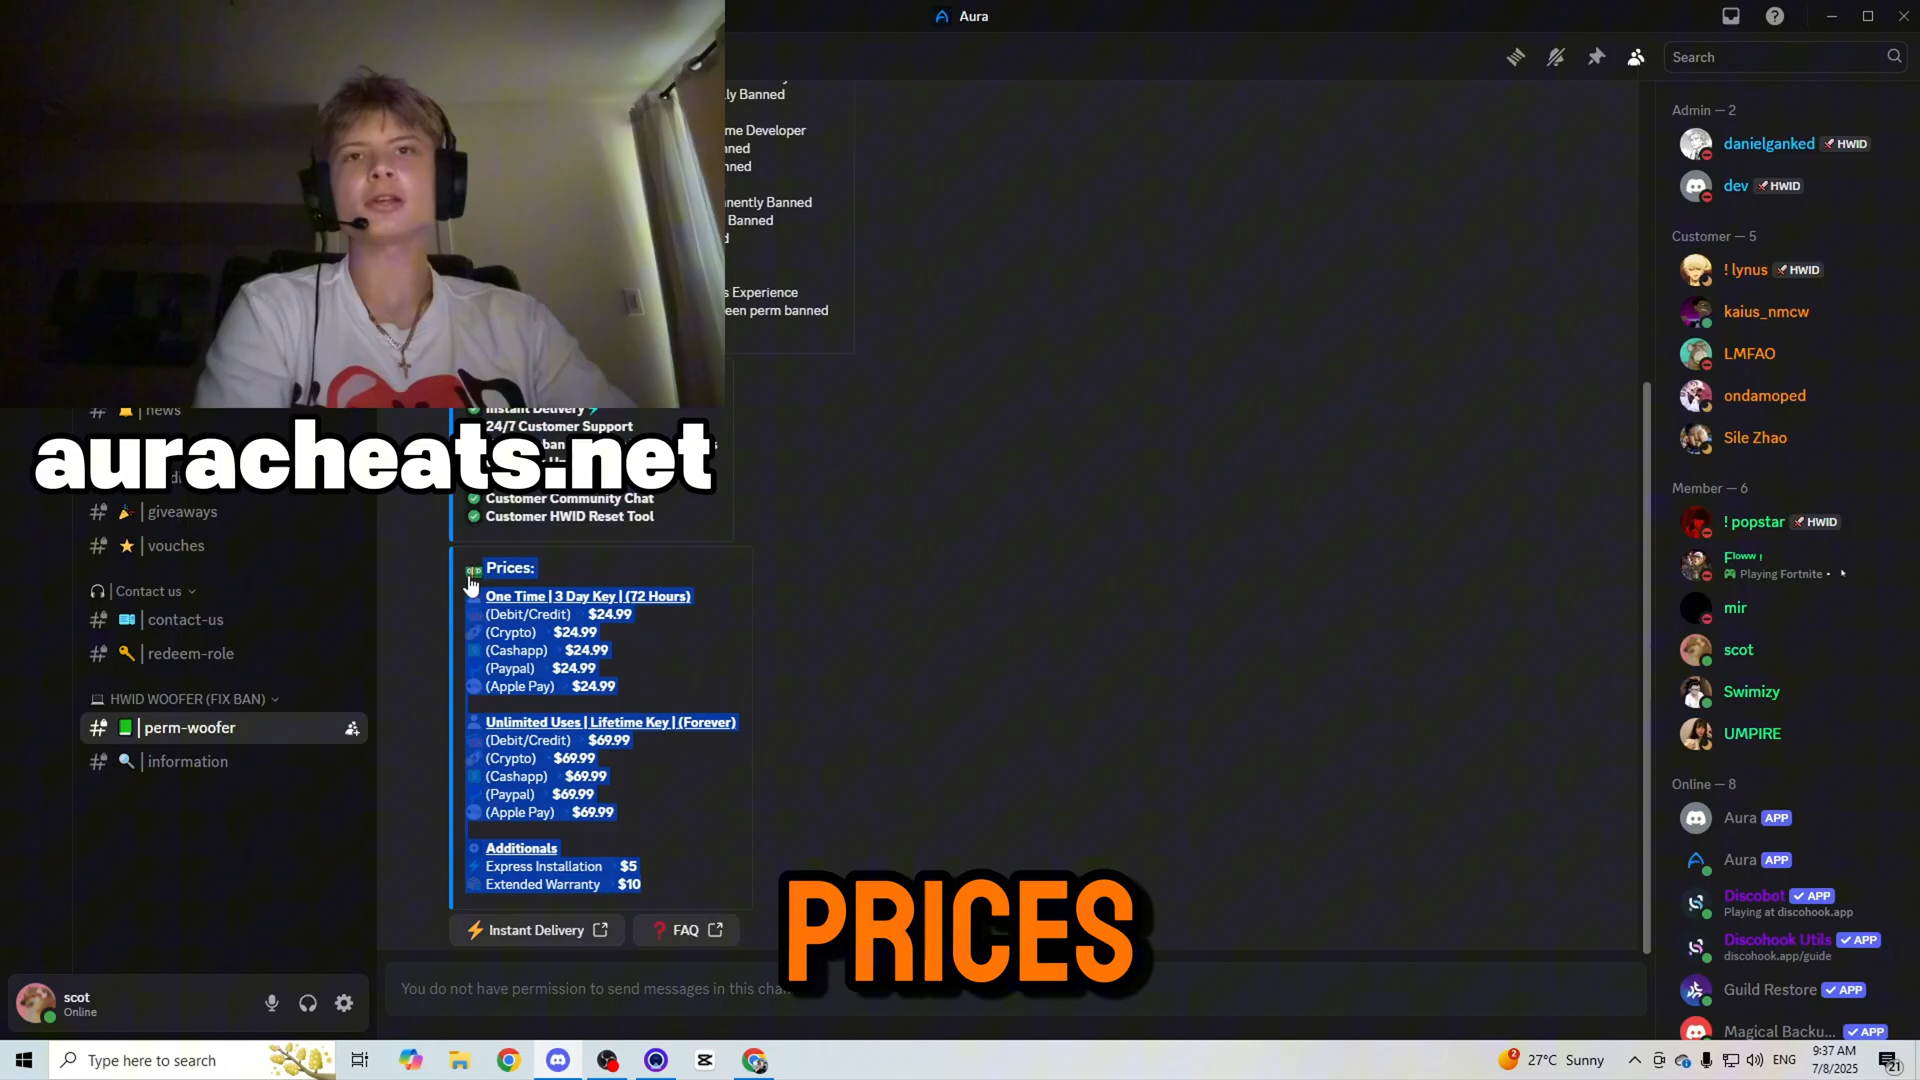 Aura
Search
ly Banned
me Developer
nned
nned
nently Banned
Banned
d
s Experience
een perm banned
news
Instant Delivery
24/7 Customer Support
auracheats.net
Customer Community Chat
Customer HWID Reset Tool
giveaways
vouches
Contact us
contact-us
redeem-role
HWID WOOFER (FIX BAN)
perm-woofer
information
Prices:
One Time | 3 Day Key | (72 Hours)
(Debit/Credit) $24.99
(Crypto) $24.99
(Cashapp) $24.99
(Paypal) $24.99
(Apple Pay) $24.99
Unlimited Uses | Lifetime Key | (Forever)
(Debit/Credit) $69.99
(Crypto) $69.99
(Cashapp) $69.99
(Paypal) $69.99
(Apple Pay) $69.99
Additionals
Express Installation $5
Extended Warranty $10
Instant Delivery
FAQ
PRICES
You do not have permission to send messages in this cha
Admin — 2
danielganked HWID
dev HWID
Customer — 5
! lynus HWID
kaius_nmcw
LMFAO
ondamoped
Sile Zhao
Member — 6
! popstar HWID
Floww !
Playing Fortnite •
mir
scot
Swimizy
UMPIRE
Online — 8
Aura APP
Aura APP
Discobot APP
Playing at discohook.app
Discohook Utils APP
discohook.app/guide
Guild Restore APP
Magical Backu... APP
scot
Online
Type here to search
2
27°C Sunny
ENG
9:37 AM
7/8/2025
21